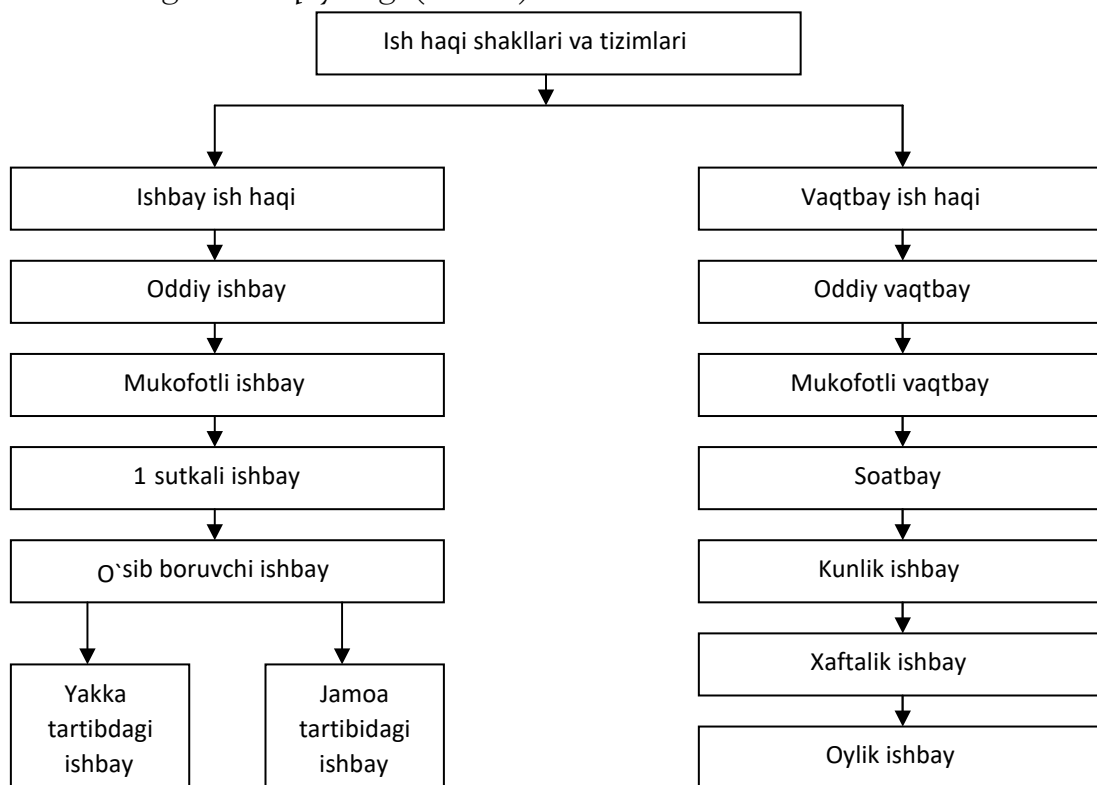 Ish haqi shakllari va tizimlari
Ishbay ish haqi
Vaqtbay ish haqi
Oddiy ishbay
Oddiy vaqtbay
Mukofotli ishbay
Mukofotli vaqtbay
1 sutkali ishbay
Soatbay
O`sib boruvchi ishbay
Kunlik ishbay
Xaftalik ishbay
Yakka
tartibdagi
ishbay
Jamoa
tartibidagi
ishbay
Oylik ishbay